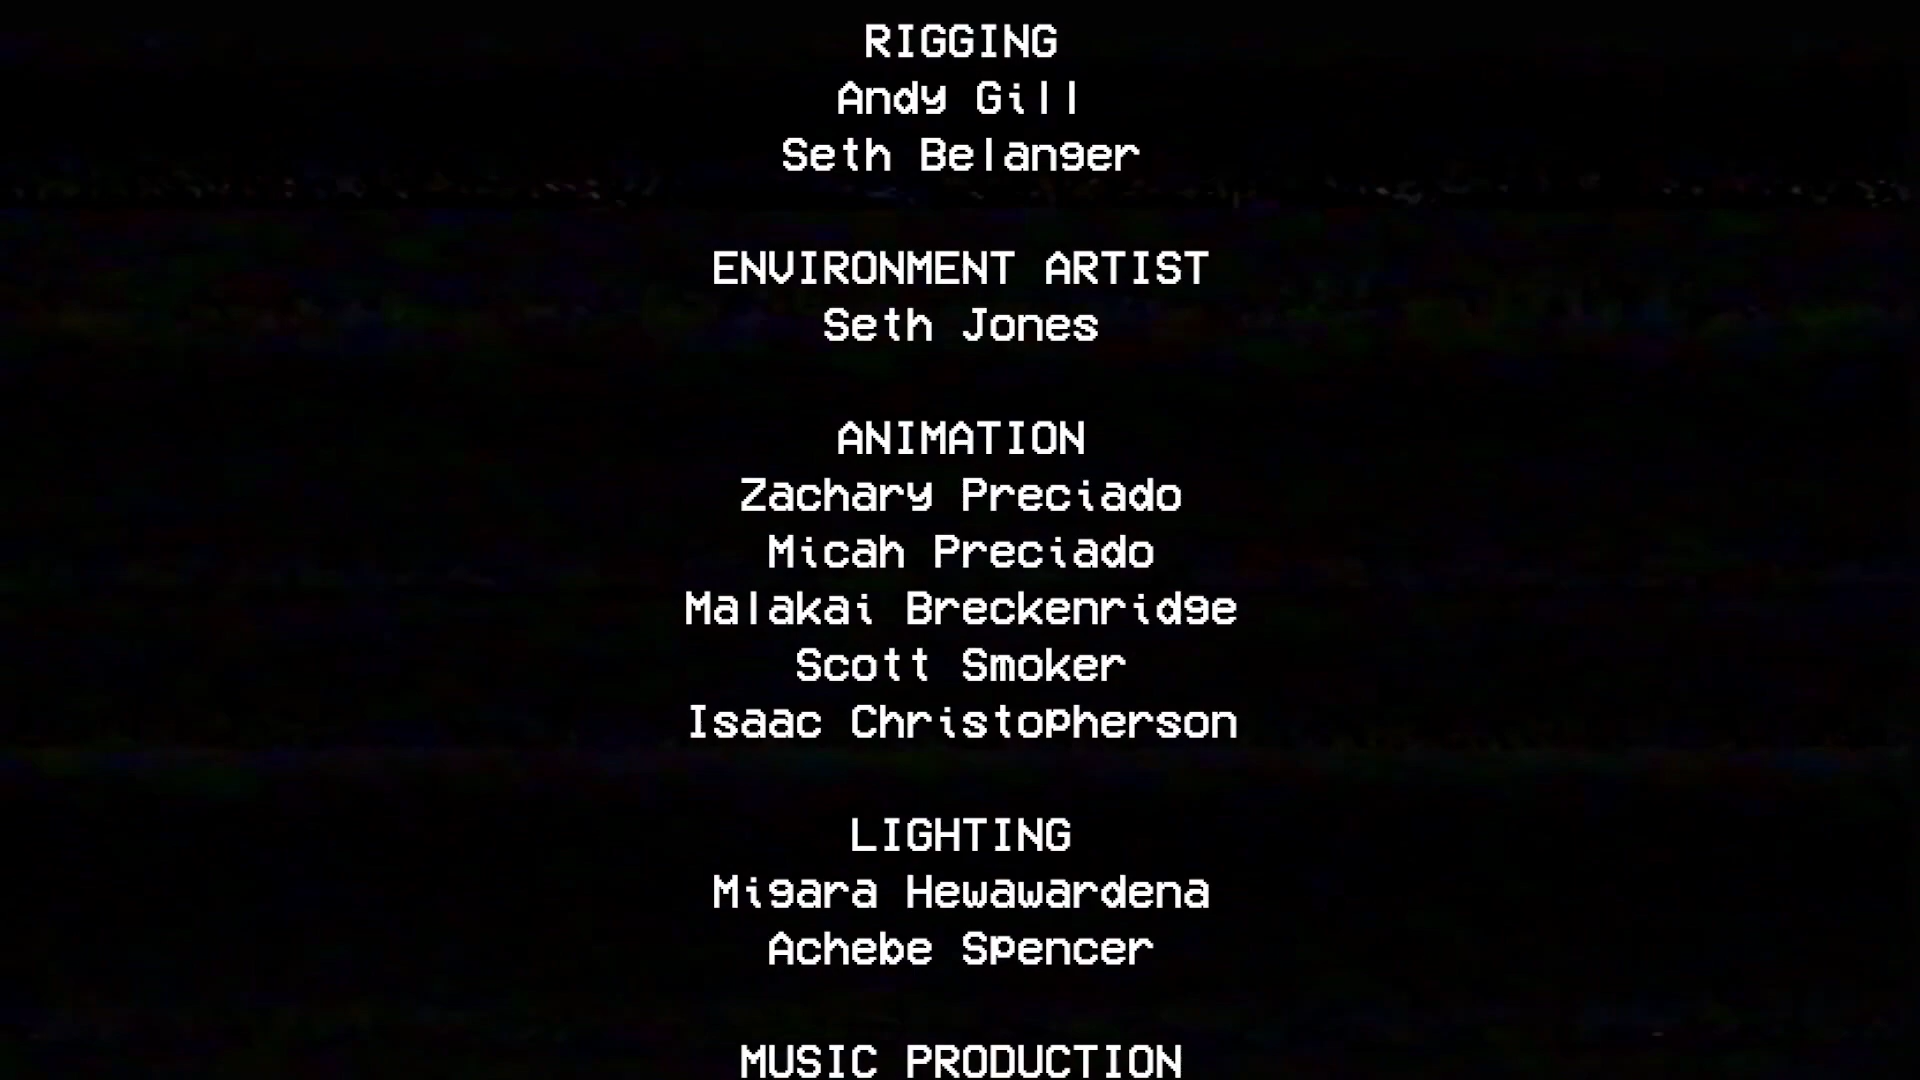 RIGGING
Andy Gill
Seth Belanger
ENVIRONMENT ARTIST
Seth Jones
ANIMATION
Zachary Preciado
Micah Preciado
Malakai Breckenridge
Scott Smoker
Isaac Christopherson
LIGHTING
Migara Hewawardena
Achebe Spencer
MUSIC PRODUCTION